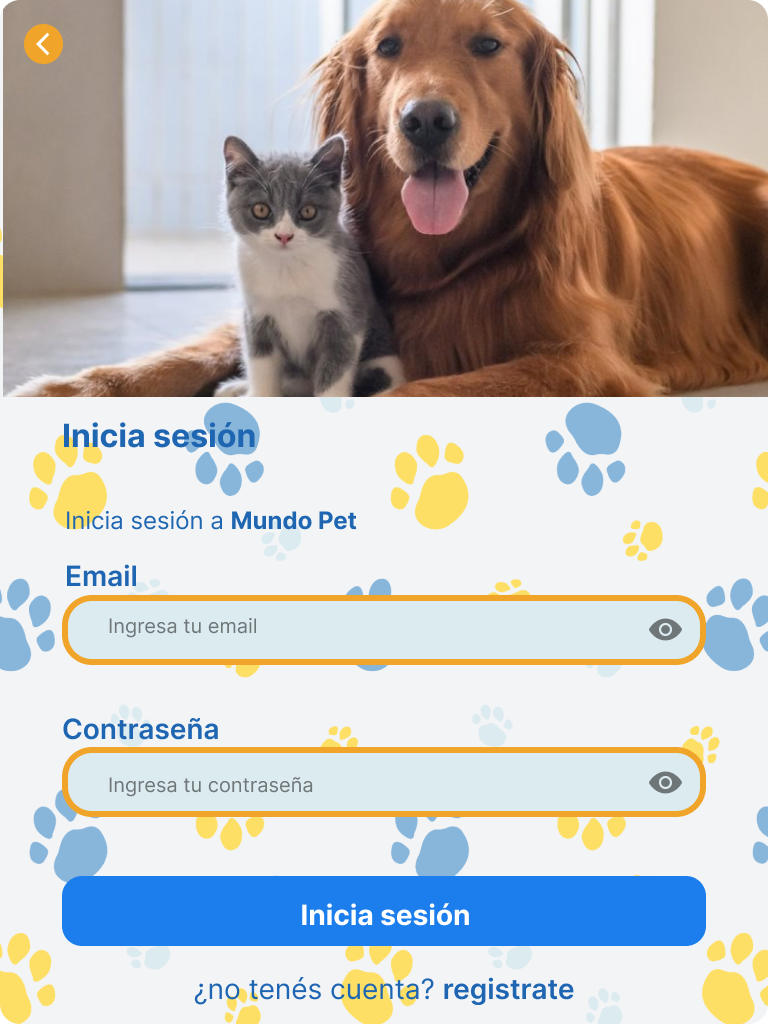 Inicia sesión
Inicia sesión a Mundo Pet
Email
Ingresa tu email
Contraseña
Ingresa tu contraseña
Inicia sesión
¿no tenés cuenta? registrate